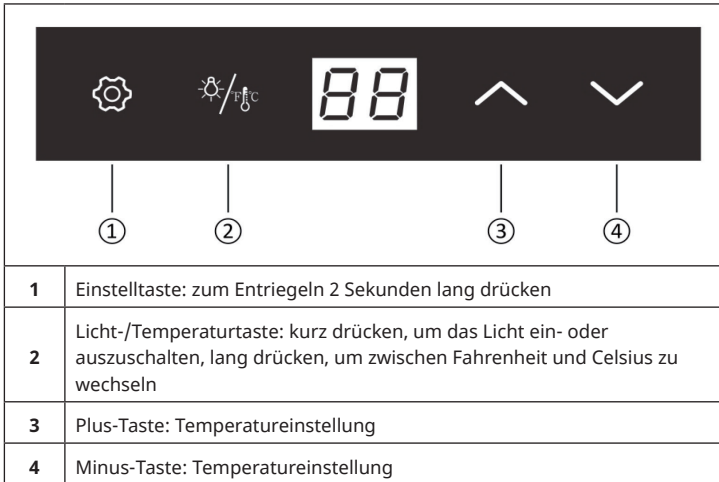 °F °C
88
① ② ③ ④
1 Einstelltaste: zum Entriegeln 2 Sekunden lang drücken
2 Licht-/Temperaturtaste: kurz drücken, um das Licht ein- oder
auszuschalten, lang drücken, um zwischen Fahrenheit und Celsius zu
wechseln
3 Plus-Taste: Temperatureinstellung
4 Minus-Taste: Temperatureinstellung